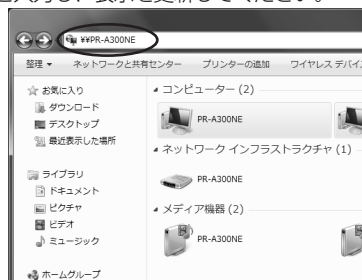 と入力し、表示を更新してください。
¥¥PR-A300NE
整理 ▼ ネットワークと共有センター プリンターの追加 ワイヤレス デバイ
お気に入り
ダウンロード
デスクトップ
最近表示した場所
ライブラリ
ドキュメント
ピクチャ
ビデオ
ミュージック
ホームグループ
コンピューター (2)
PR-A300NE
ネットワーク インフラストラクチャ (1)
PR-A300NE
メディア機器 (2)
PR-A300NE